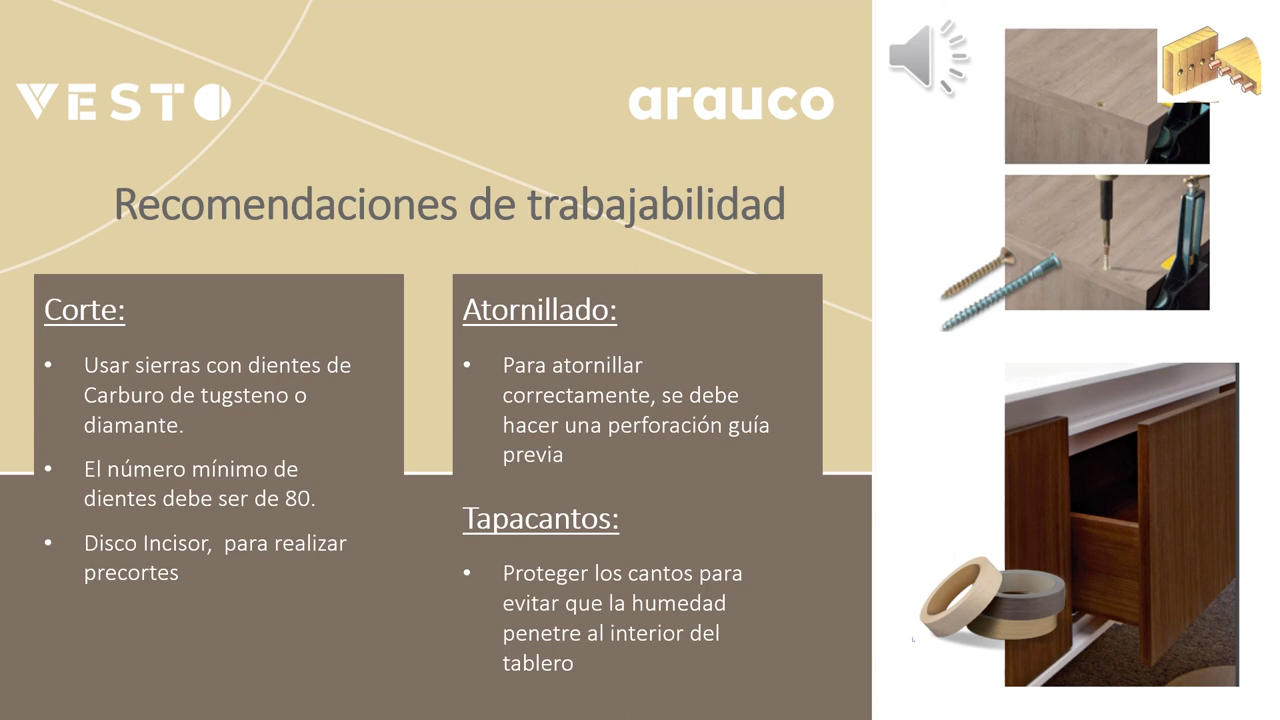 VESTO
arauco
Recomendaciones de trabajabilidad
Corte:
• Usar sierras con dientes de
Carburo de tugsteno o
diamante.
• El número mínimo de
dientes debe ser de 80.
• Disco Incisor,  para realizar
precortes
Atornillado:
• Para atornillar
correctamente, se debe
hacer una perforación guía
previa
Tapacantos:
• Proteger los cantos para
evitar que la humedad
penetre al interior del
tablero